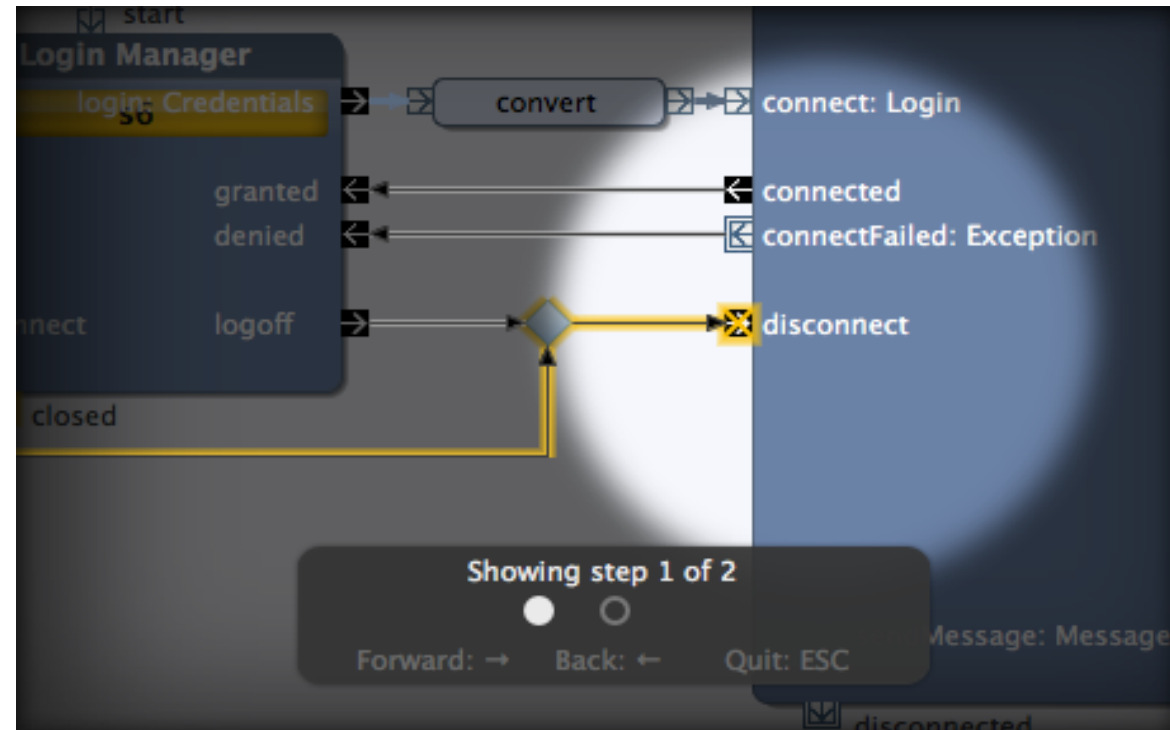 start
Login Manager
login: Credentials
s6
convert
connect: Login
granted
connected
denied
connectFailed: Exception
nnect
logoff
disconnect
closed
Showing step 1 of 2
Message: Message
Forward: → Back: ← Quit: ESC
disconnected